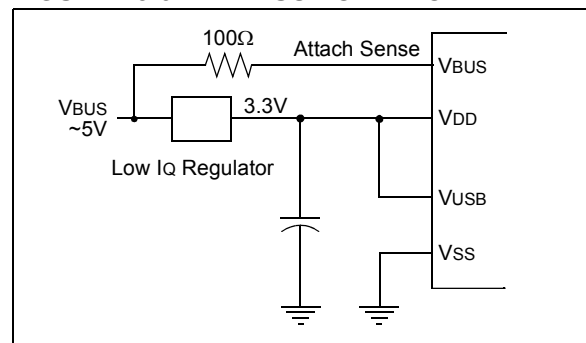 100Ω
Attach Sense
VBUS
VBUS
~5V
3.3V
VDD
Low IQ Regulator
VUSB
VSS